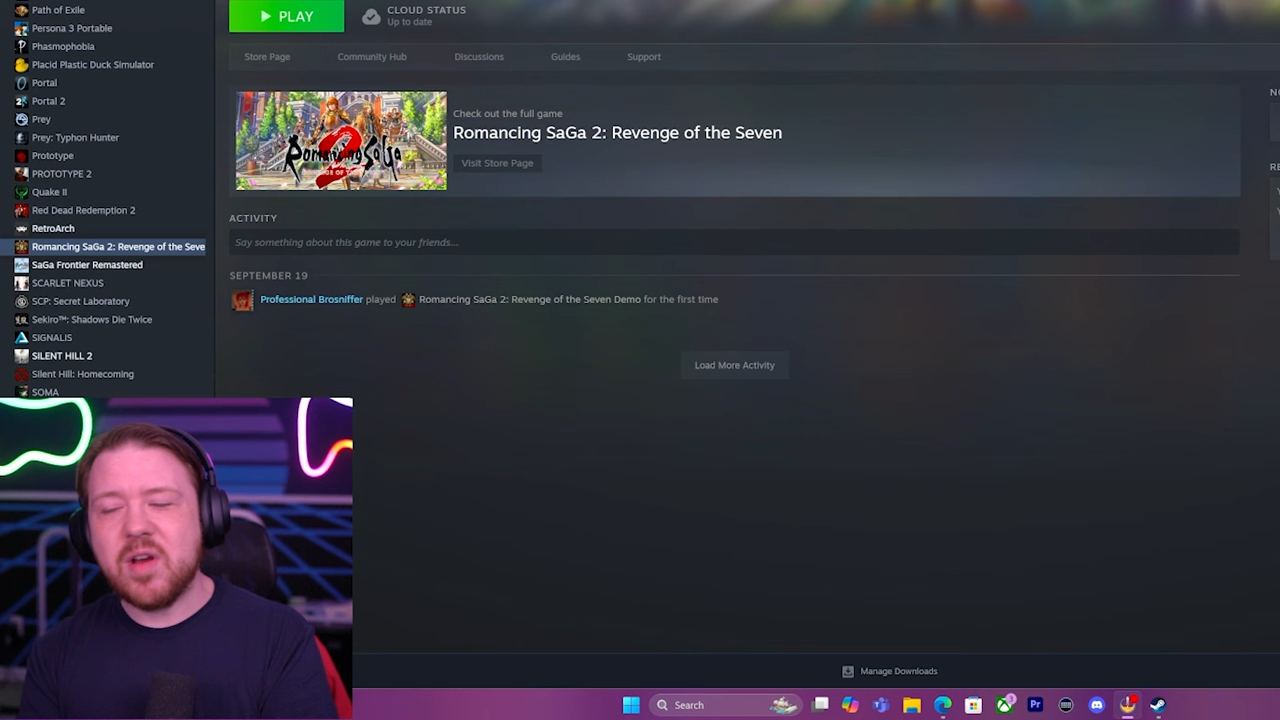 Path of Exile
Persona 3 Portable
Phasmophobia
Placid Plastic Duck Simulator
Portal
Portal 2
Prey
Prey: Typhon Hunter
Prototype
PROTOTYPE 2
Quake II
Red Dead Redemption 2
RetroArch
Romancing SaGa 2: Revenge of the Seve
SaGa Frontier Remastered
SCARLET NEXUS
SCP: Secret Laboratory
Sekiro™: Shadows Die Twice
SIGNALIS
SILENT HILL 2
Silent Hill: Homecoming
SOMA
PLAY
CLOUD STATUS
Up to date
Store Page Community Hub Discussions Guides Support
Romancing SaGa
2
Check out the full game
Romancing SaGa 2: Revenge of the Seven
Visit Store Page
NO
RE
ACTIVITY
Say something about this game to your friends...
SEPTEMBER 19
Professional Brosniffer played Romancing SaGa 2: Revenge of the Seven Demo for the first time
Load More Activity
Manage Downloads
Search
Pr